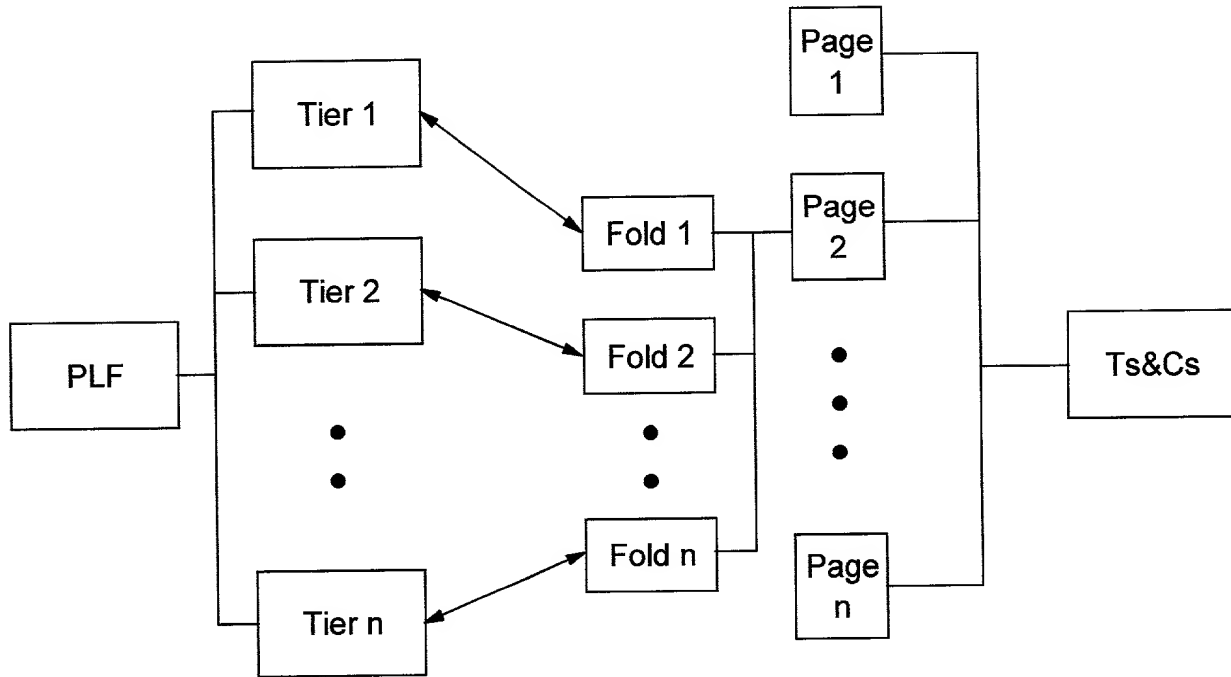 PLF
Tier 1
Tier 2
Tier n
Fold 1
Fold 2
Fold n
Page
1
Page
2
Page
n
Ts&Cs